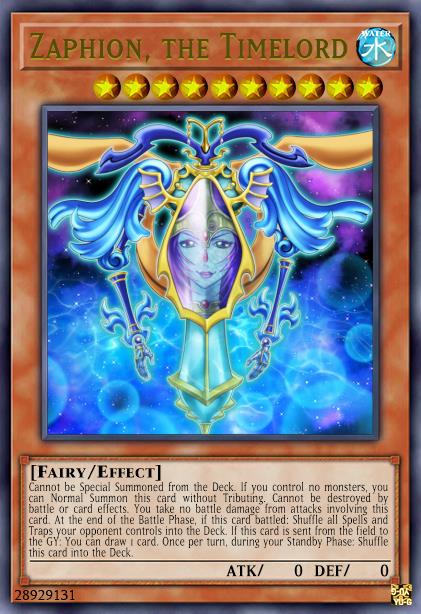 Zaphion, the Timelord
WATER
水
[Fairy/Effect]
Cannot be Special Summoned from the Deck. If you control no monsters, you
can Normal Summon this card without Tributing. Cannot be destroyed by
battle or card effects. You take no battle damage from attacks involving this
card. At the end of the Battle Phase, if this card battled: Shuffle all Spells and
Traps your opponent controls into the Deck. If this card is sent from the field to
the GY: You can draw 1 card. Once per turn, during your Standby Phase: Shuffle
this card into the Deck.
ATK/ 0 DEF/ 0
28929131